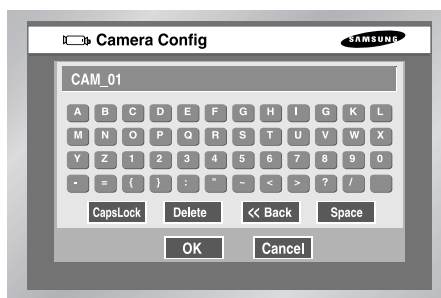 Camera Config SAMSUNG
CAM_01
A B C D E F G H I G K L
M N O P Q R S T U V W X
Y Z 1 2 3 4 5 6 7 8 9 0
- = { } : " ~ < > ? /
CapsLock Delete << Back Space
OK Cancel